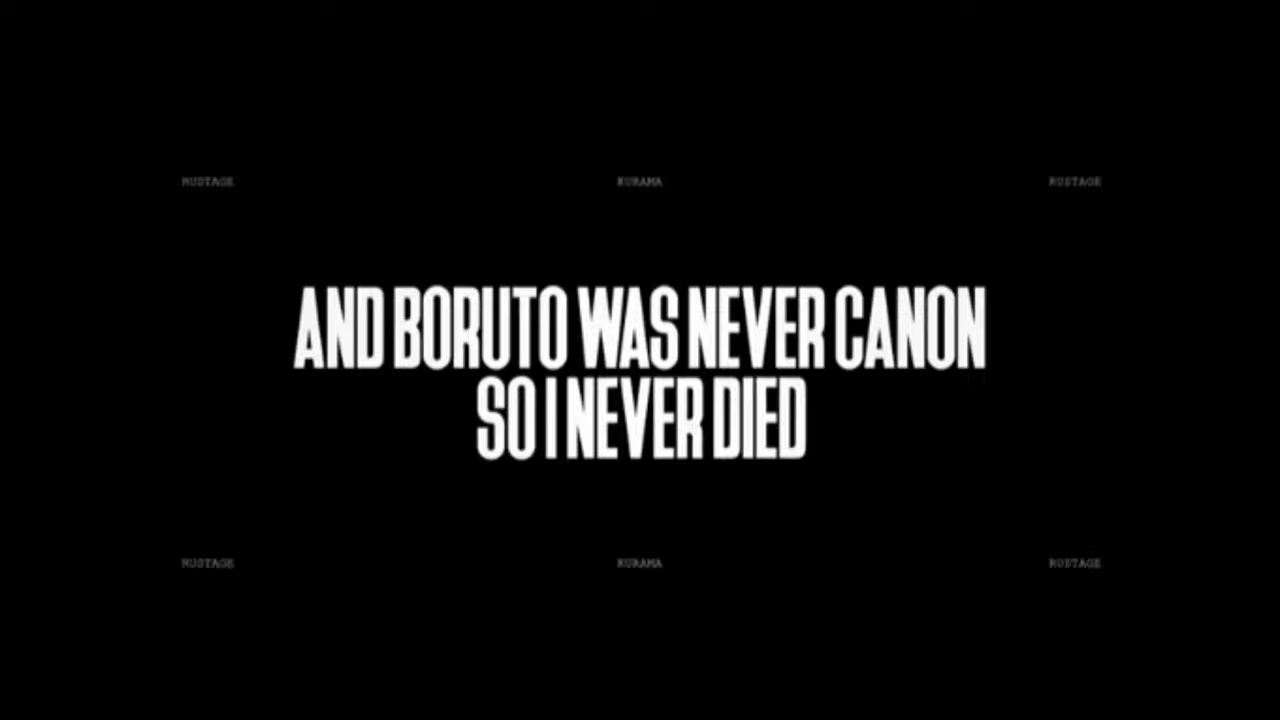 RUSTAGE KURAMA RUSTAGE
AND BORUTO WAS NEVER CANON
SO I NEVER DIED
RUSTAGE KURAMA RUSTAGE